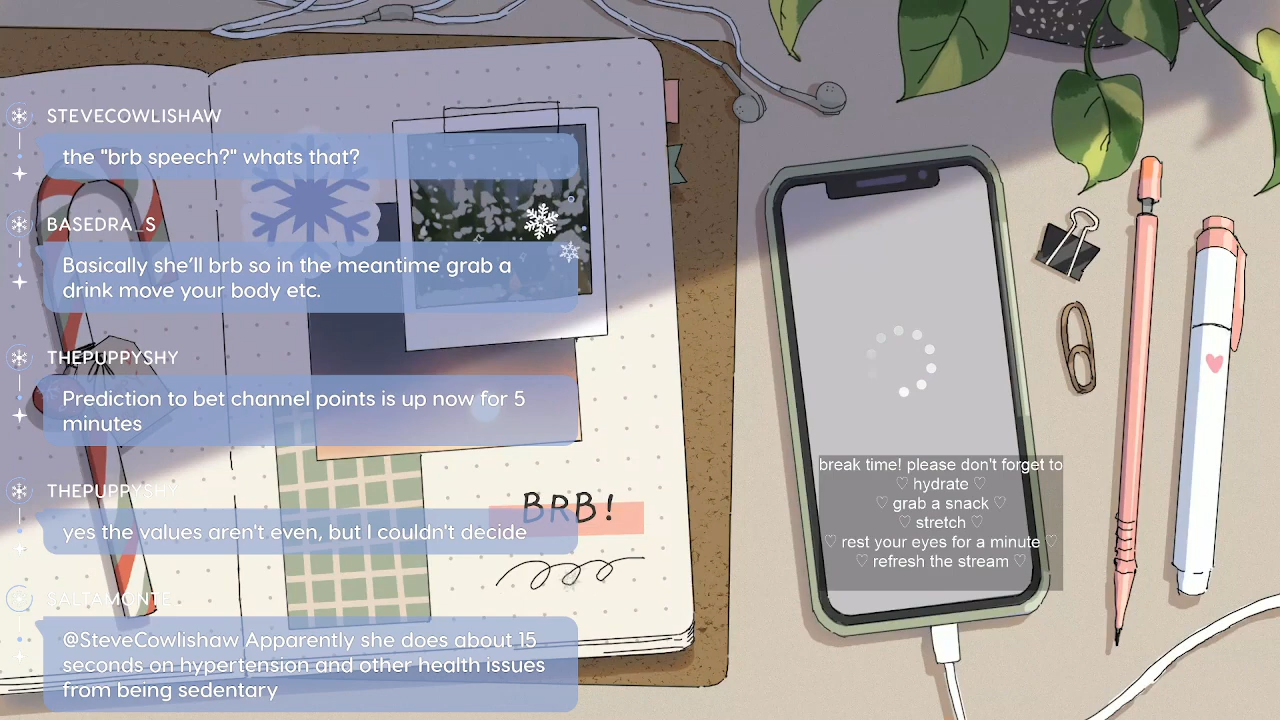 STEVECOWLISHAW
the "brb speech?" whats that?
BASEDRA_S
Basically she'll brb so in the meantime grab a
drink move your body etc.
THEPUPPYSHY
Prediction to bet channel points is up now for 5
minutes
THEPUPPYSHY
yes the values aren't even, but I couldn't decide
SALTAMONTE
@SteveCowlishaw Apparently she does about 15
seconds on hypertension and other health issues
from being sedentary
BRB!
break time! please don't forget to
♡ hydrate ♡
♡ grab a snack ♡
♡ stretch ♡
♡ rest your eyes for a minute ♡
♡ refresh the stream ♡